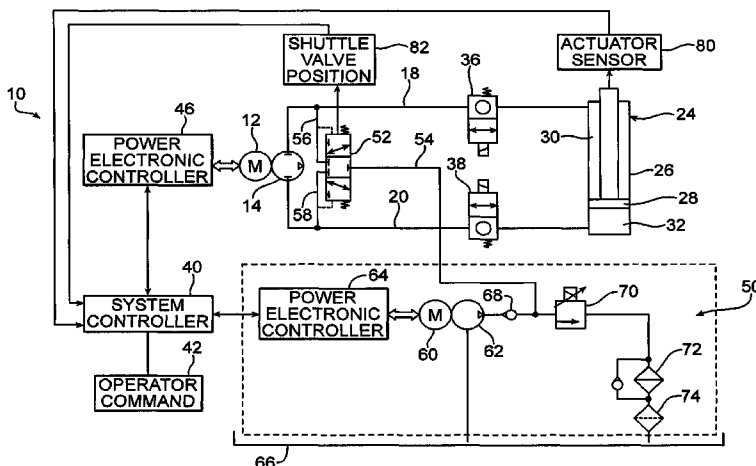 SHUTTLE
VALVE
POSITION
82
36
ACTUATOR
SENSOR
80
10
18
46
12
56
52
54
30
24
POWER
ELECTRONIC
CONTROLLER
M
14
58
38
26
28
20
32
40
SYSTEM
CONTROLLER
64
POWER
ELECTRONIC
CONTROLLER
M
60
62
68
70
50
42
OPERATOR
COMMAND
72
74
66